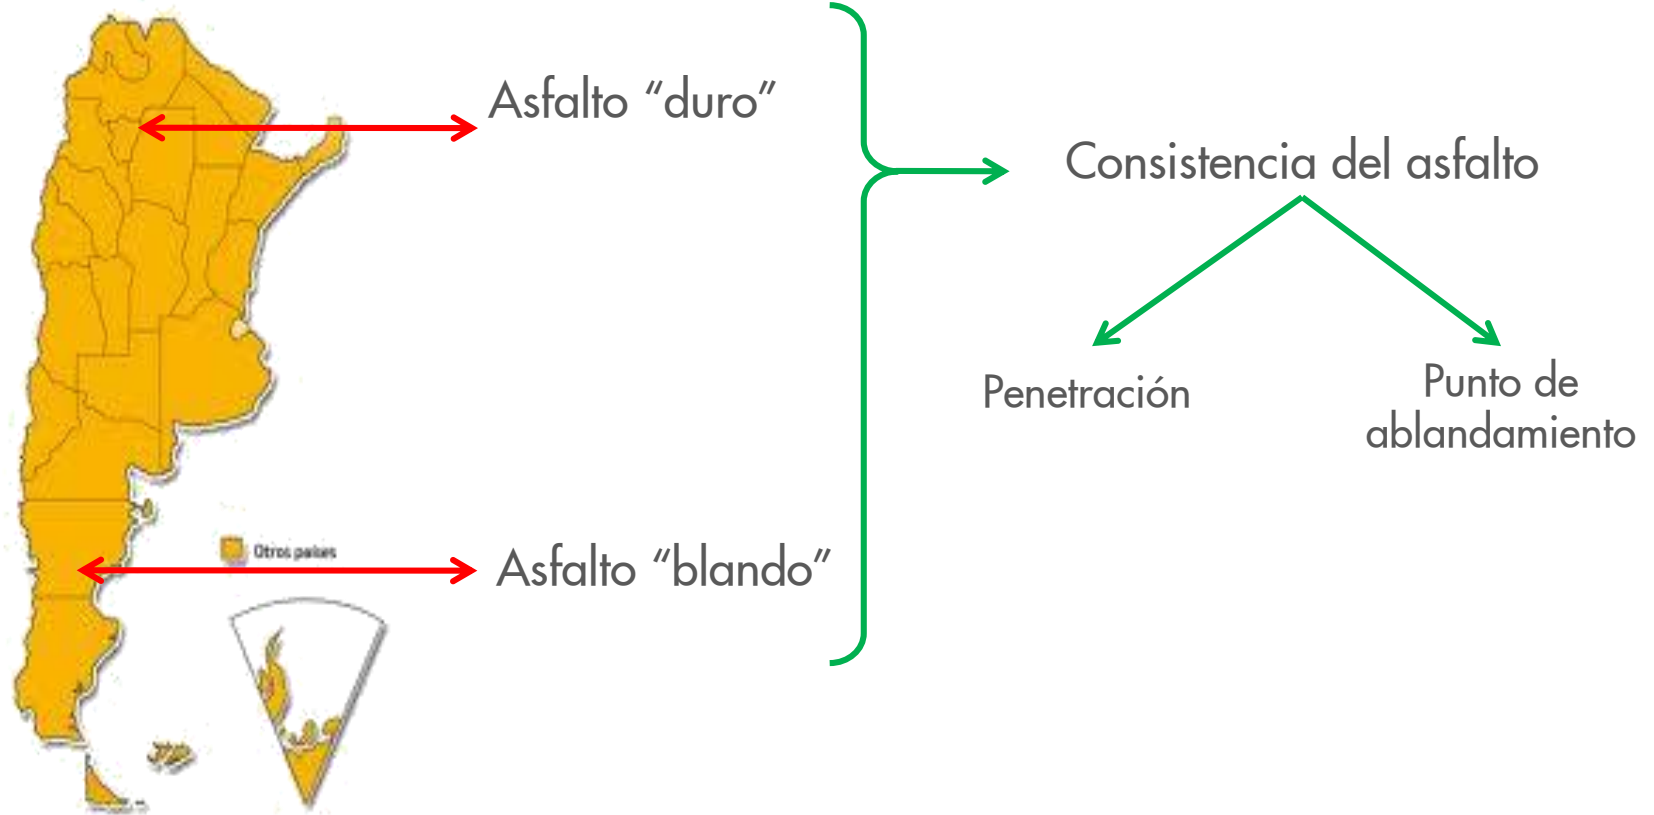 Asfalto “duro”
Consistencia del asfalto
Penetración
Punto de
ablandamiento
Otros países
Asfalto “blando”